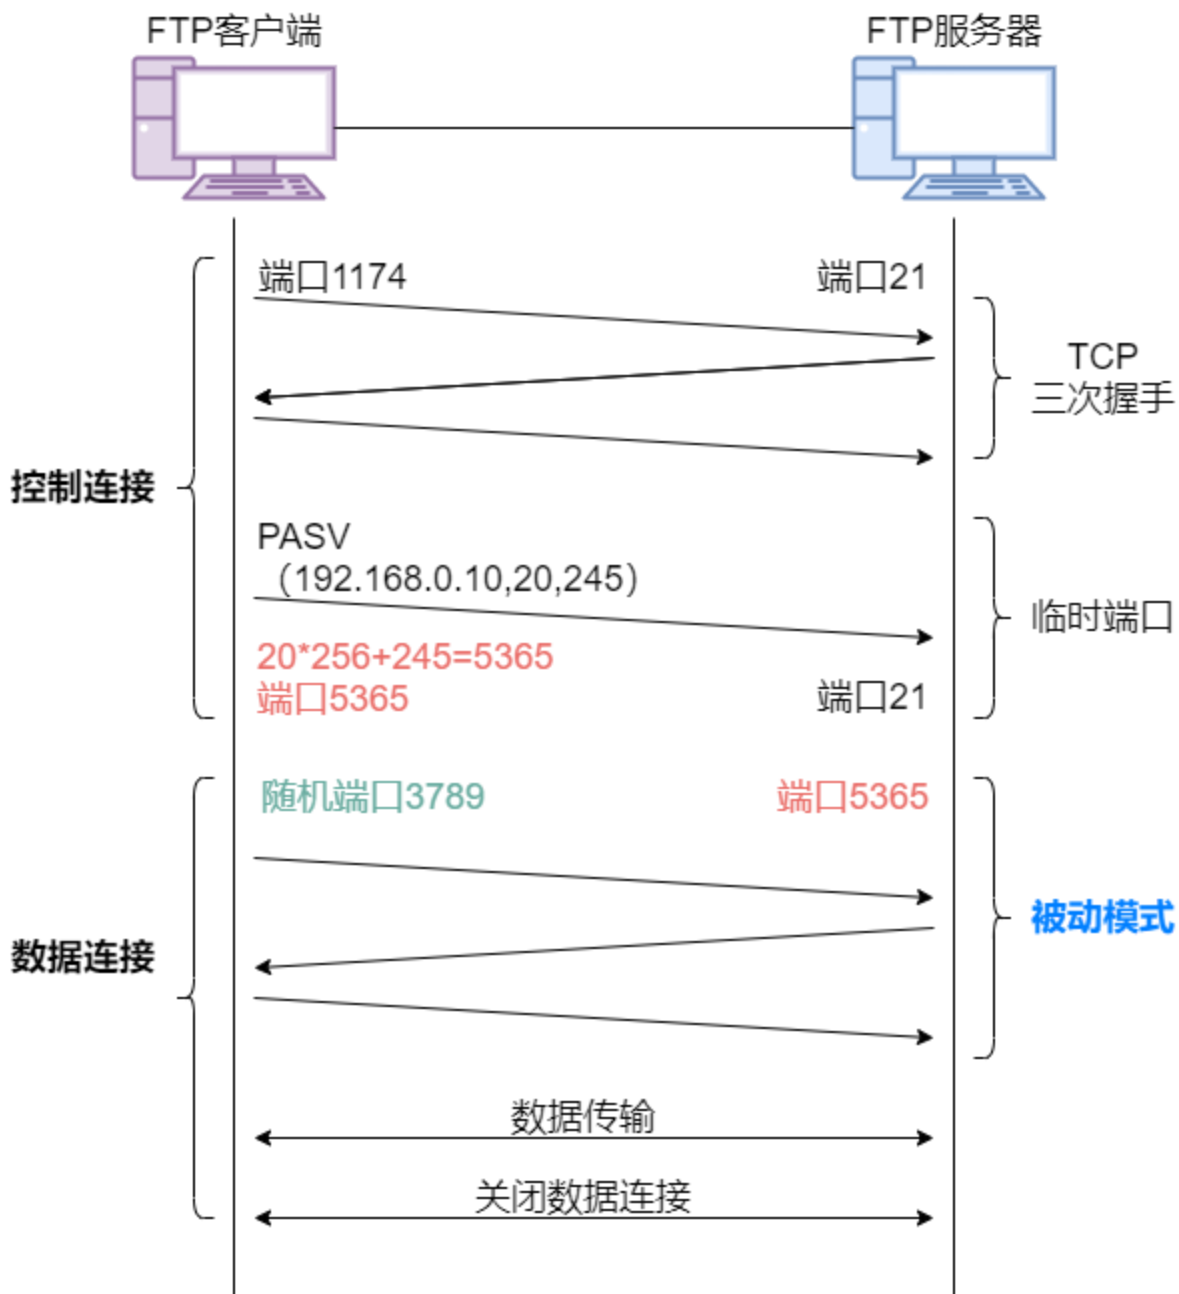 FTP客户端
FTP服务器
端口1174
端口21
TCP
三次握手
控制连接
PASV
（192.168.0.10,20,245）
临时端口
20*256+245=5365
端口5365
端口21
随机端口3789
端口5365
被动模式
数据连接
数据传输
关闭数据连接